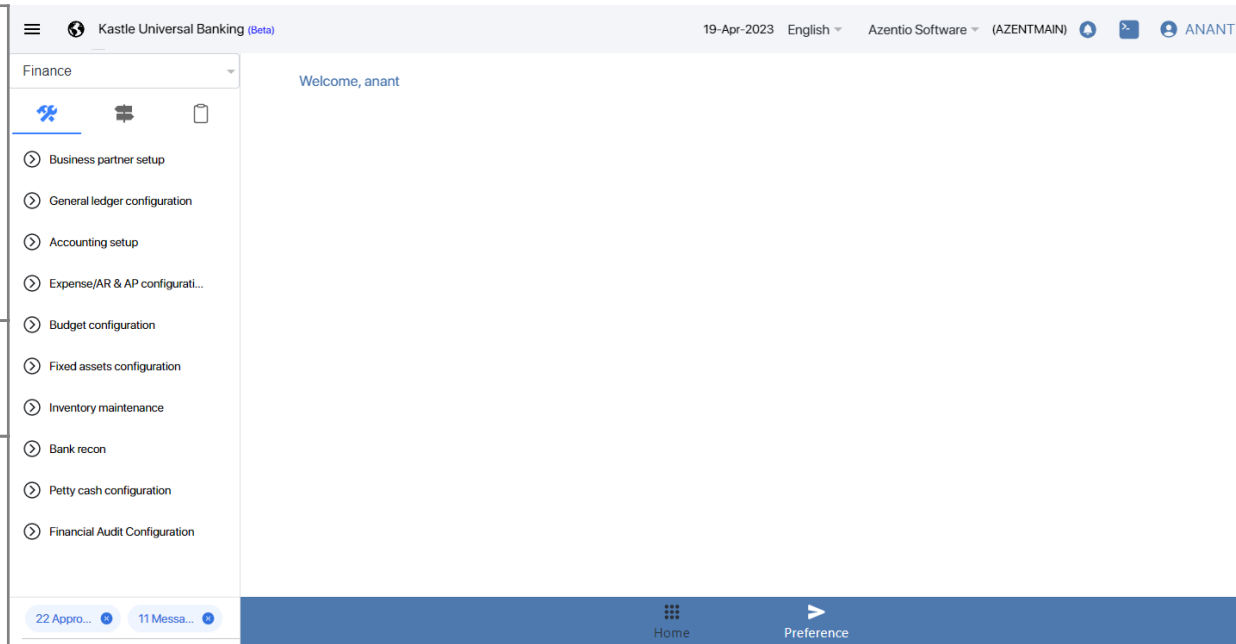 Kastle Universal Banking (Beta)
19-Apr-2023 English Azentio Software (AZENTMAIN) ANANT
Finance
Welcome, anant
Business partner setup
General ledger configuration
Accounting setup
Expense/AR & AP configurati...
Budget configuration
Fixed assets configuration
Inventory maintenance
Bank recon
Petty cash configuration
Financial Audit Configuration
22 Appro... 11 Messa...
Home Preference